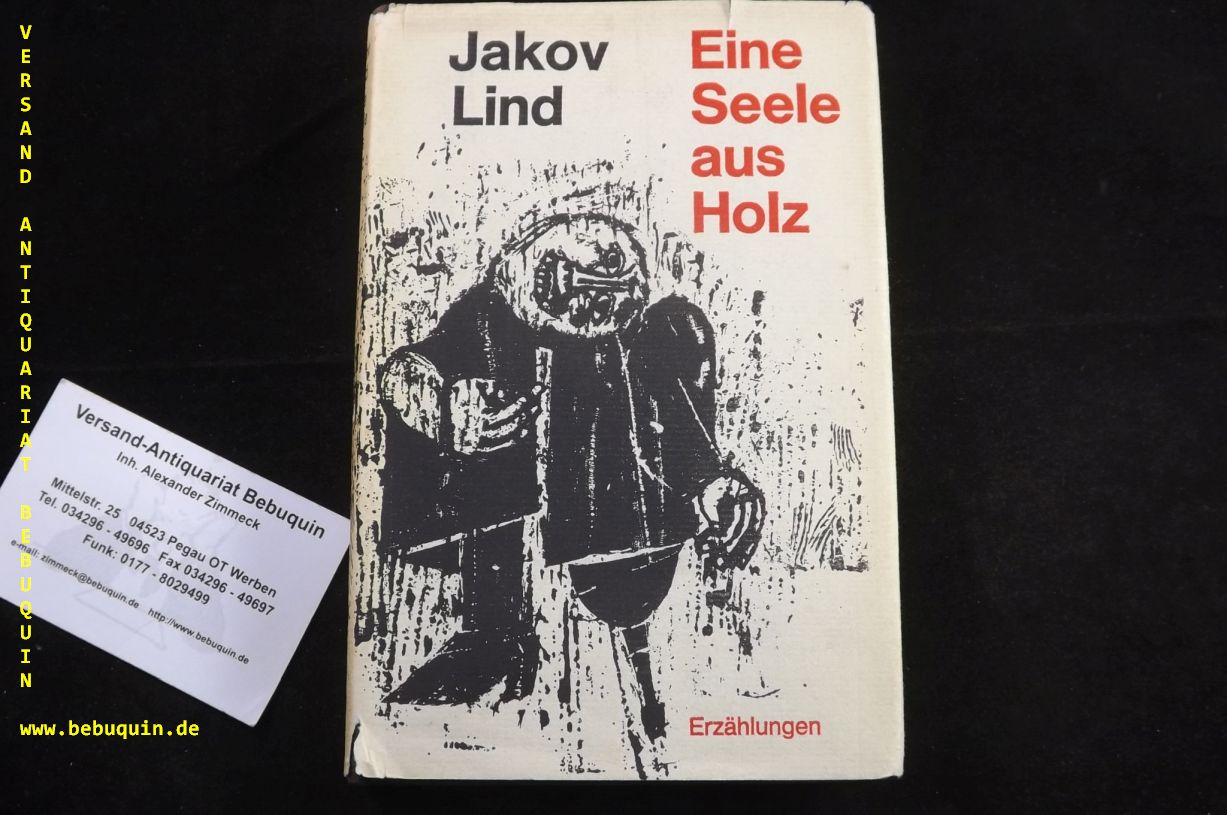 VERSAND ANTIQUARIAT BEBUQUIN
www.bebuquin.de
Versand-Antiquariat Bebuquin
Inh. Alexander Zimmeck
Mittelstr. 25 04523 Pegau OT Werben
Tel. 034296 - 49696 Fax 034296 - 49697
Funk: 0177 - 8029499
e-mail: zimmeck@bebuquin.de http://www.bebuquin.de
Jakov
Lind
Eine
Seele
aus
Holz
Erzählungen